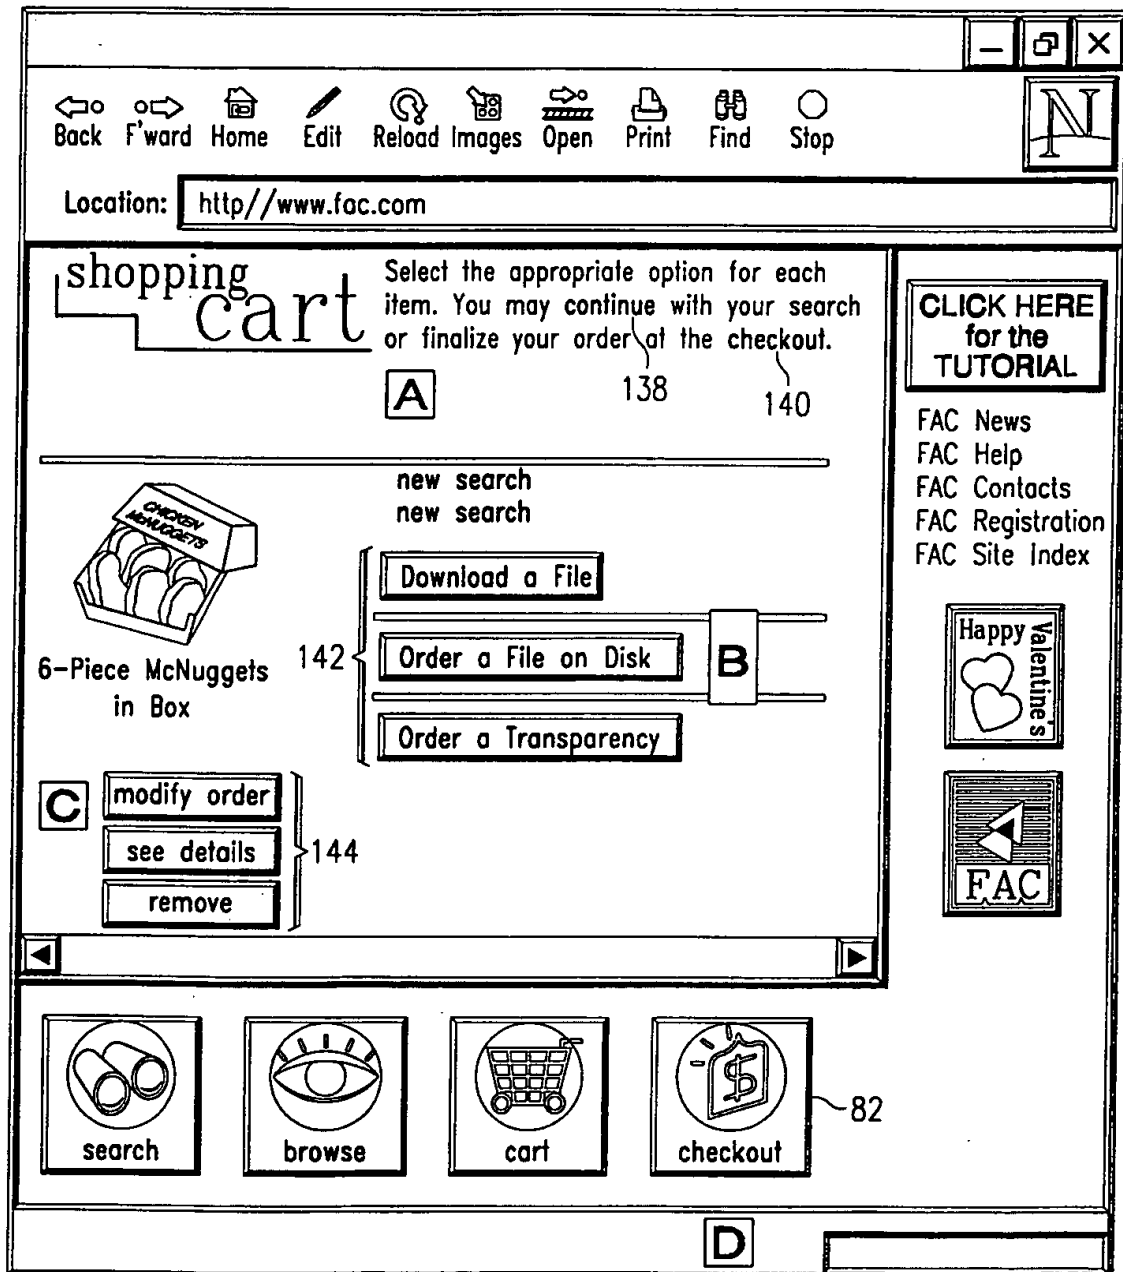 Back F'ward Home Edit Reload Images Open Print Find Stop
N
Location: http//www.fac.com
shopping
cart
Select the appropriate option for each
item. You may continue with your search
or finalize your order at the checkout.
138
140
A
CLICK HERE
for the
TUTORIAL
FAC News
FAC Help
FAC Contacts
FAC Registration
FAC Site Index
new search
new search
CHICKEN
McNUGGETS
6-Piece McNuggets
in Box
142
Download a File
Order a File on Disk
B
Order a Transparency
Happy
Valentine's
C
modify order
see details
remove
144
FAC
search
browse
cart
$
checkout
82
D